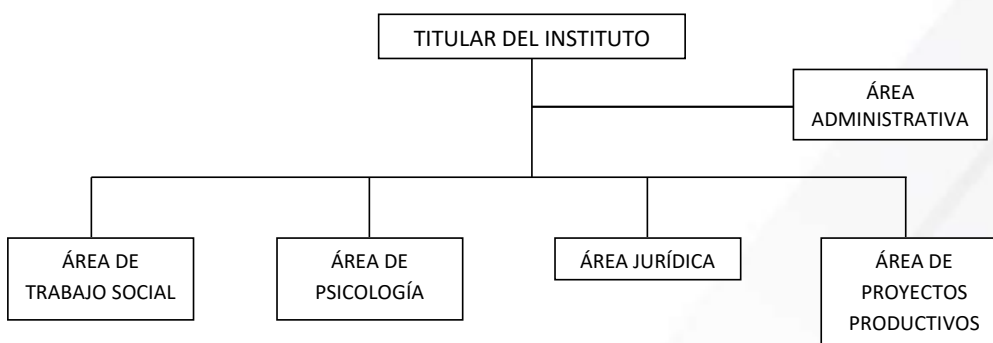 TITULAR DEL INSTITUTO
ÁREA
ADMINISTRATIVA
ÁREA DE
TRABAJO SOCIAL
ÁREA DE
PSICOLOGÍA
ÁREA JURÍDICA
ÁREA DE
PROYECTOS
PRODUCTIVOS